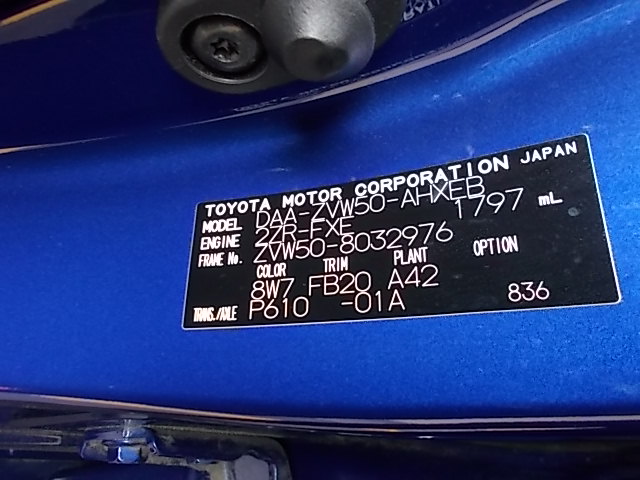 TOYOTA MOTOR CORPORATION JAPAN
MODEL DAA-ZVW50-AHXEB
ENGINE 2ZR-FXE 1797 mL
FRAME No. ZVW50-8032976
COLOR TRIM PLANT OPTION
8W7 FB20 A42
TRANS./AXLE P610 -01A 836